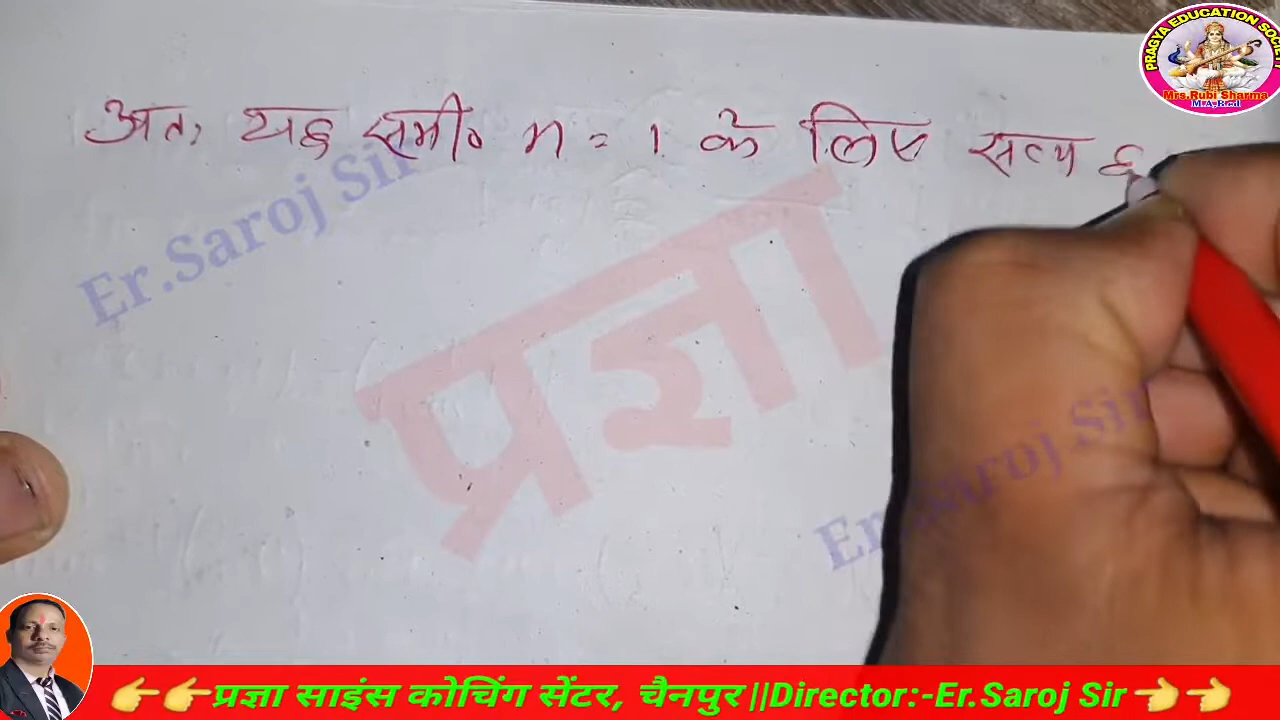 PRAGYA EDUCATION SOCIETY
Mrs.Rubi Sharma
M.A, B.ed
अतः यह समी० n = 1 के लिए सत्य ह
Er.Saroj Sir
प्रज्ञा
Er.Saroj Sir
👉👉प्रज्ञा साइंस कोचिंग सेंटर, चैनपुर ||Director:-Er.Saroj Sir👈👈